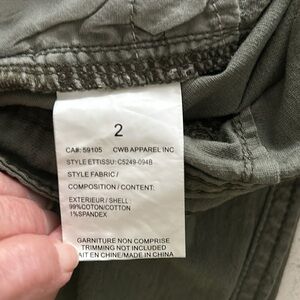 2
CA#: 59105 CWB APPAREL INC
STYLE ETTISSU: C5249-094B
STYLE FABRIC/
COMPOSITION / CONTENT:
EXTERIEUR / SHELL:
99%COTON/COTTON
1%SPANDEX
GARNITURE NON COMPRISE
TRIMMING NOT INCLUDED
AIT EN CHINE/MADE IN CHINA